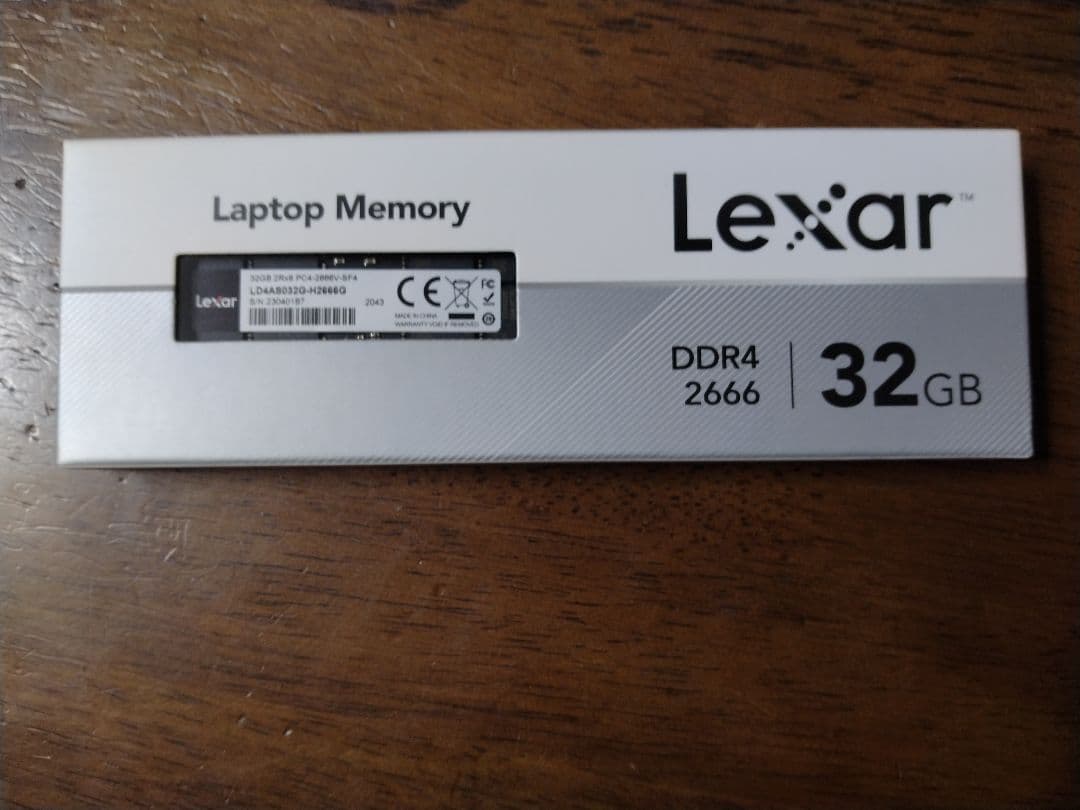 Laptop Memory
Lexar™
Lexar
32GB 2Rx8 PC4-2666V-SF4
LD4AS032G-H2666G
S/N:230401B7
2043
CE
FC
MADE IN CHINA
WARRANTY VOID IF REMOVED
DDR4
2666
32GB